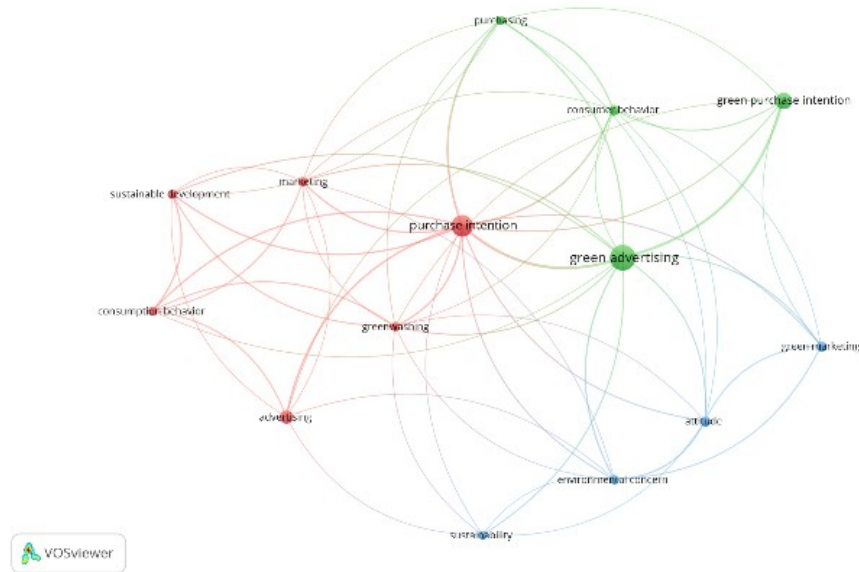 purchasing
green purchase intention
consumer behavior
marketing
sustainable development
purchase intention
green advertising
consumption behavior
greenwashing
green marketing
advertising
attitude
environmental concern
sustainability
VOSviewer